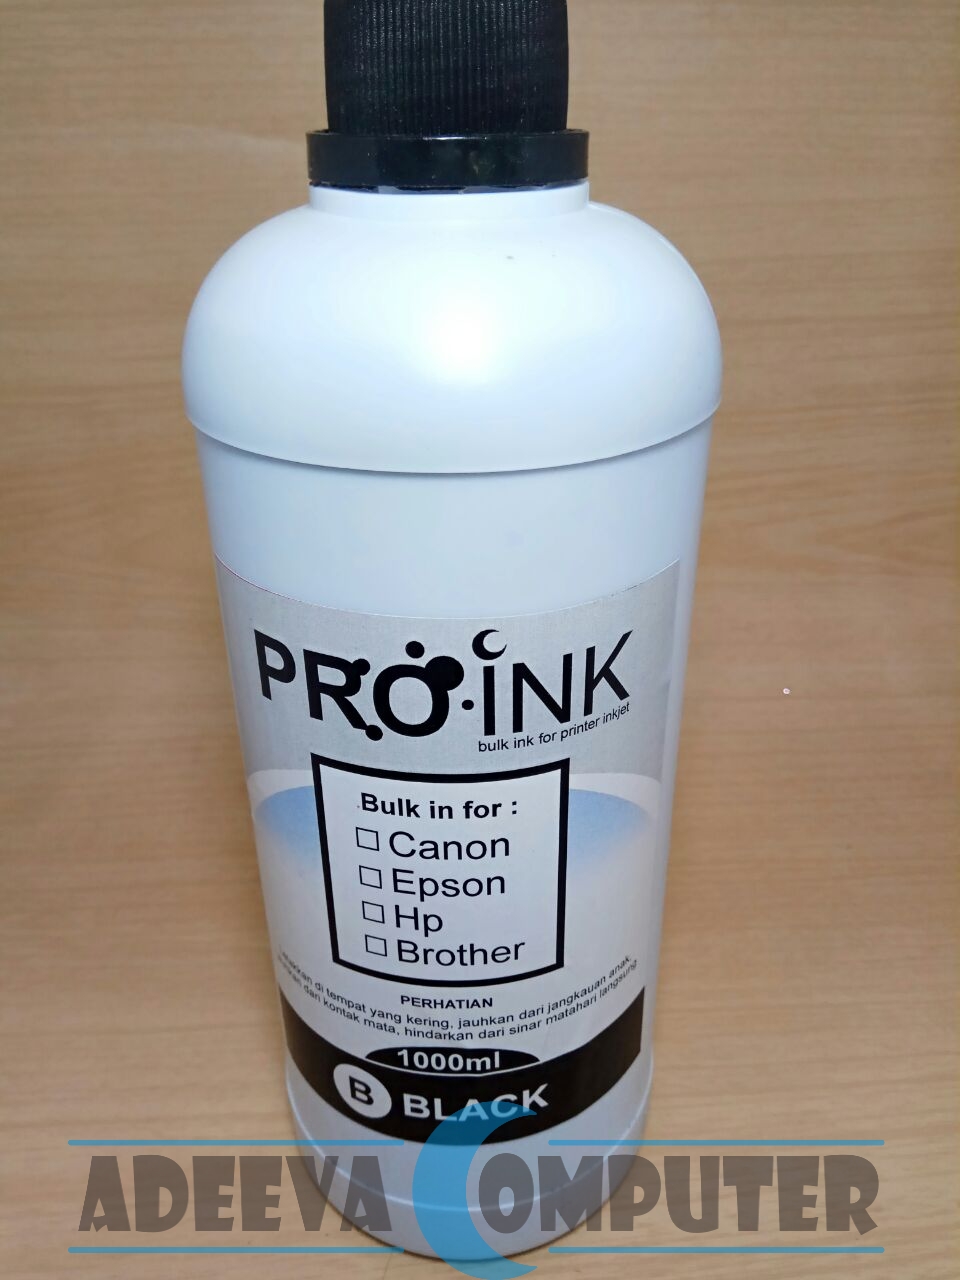 PRO.INK
bulk ink for printer inkjet
Bulk in for :
Canon
Epson
Hp
Brother
PERHATIAN
di tempat yang kering, jauhkan dari jangkauan anak,
dari kontak mata, hindarkan dari sinar matahari langsung
1000ml
B BLACK
ADEEVA COMPUTER